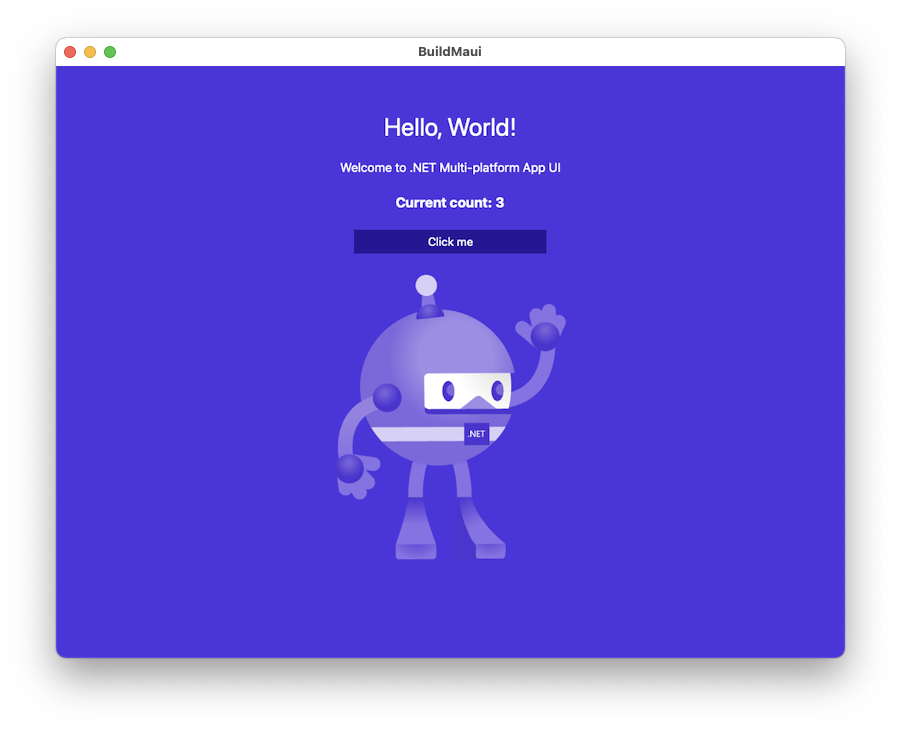 BuildMaui
Hello, World!
Welcome to .NET Multi-platform App UI
Current count: 3
Click me
.NET